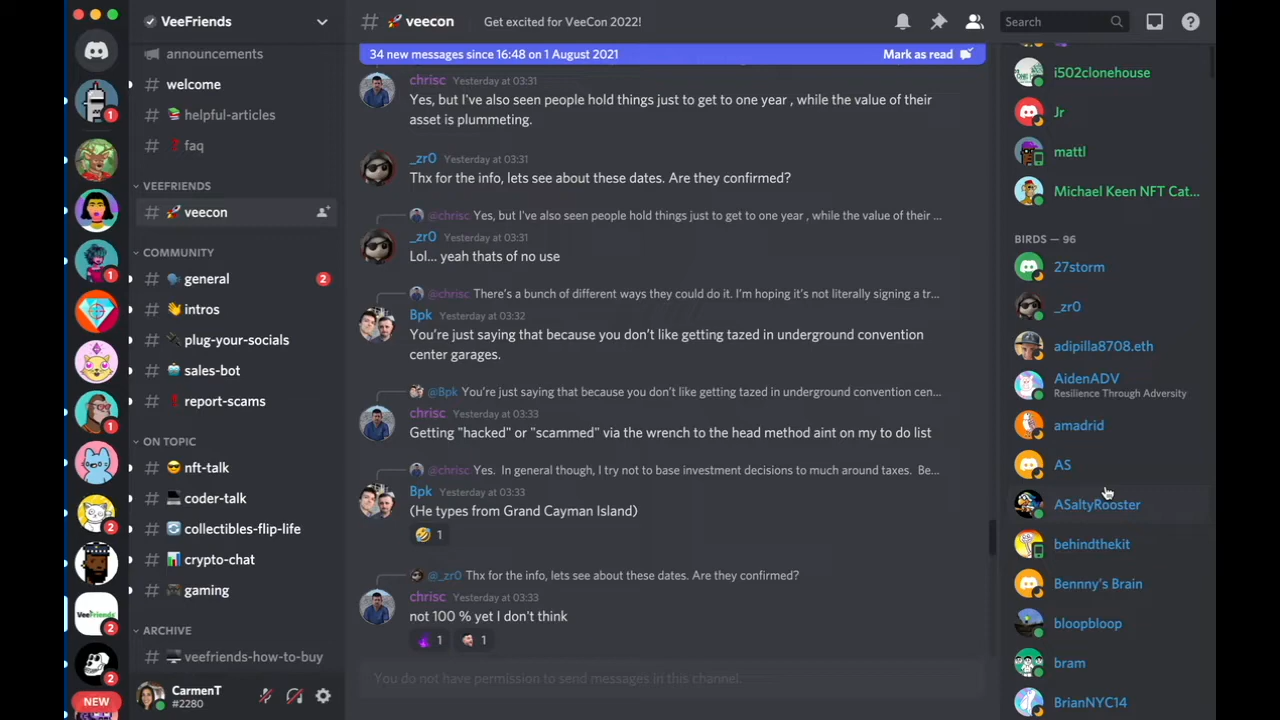 VeeFriends
announcements
welcome
helpful-articles
faq
VEEFRIENDS
veecon
COMMUNITY
general
2
intros
plug-your-socials
sales-bot
report-scams
ON TOPIC
nft-talk
coder-talk
collectibles-flip-life
crypto-chat
gaming
ARCHIVE
veefriends-how-to-buy
CarmenT
#2280
1
1
1
2
VeeFriends
2
2
NEW
# veecon Get excited for VeeCon 2022!
Search
34 new messages since 16:48 on 1 August 2021 Mark as read
chrisc Yesterday at 03:31
Yes, but I've also seen people hold things just to get to one year , while the value of their
asset is plummeting.
_zr0 Yesterday at 03:31
Thx for the info, lets see about these dates. Are they confirmed?
@chrisc Yes, but I've also seen people hold things just to get to one year , while the value of their ...
_zr0 Yesterday at 03:31
Lol... yeah thats of no use
@chrisc There's a bunch of different ways they could do it. I'm hoping it's not literally signing a tr...
Bpk Yesterday at 03:32
You're just saying that because you don't like getting tazed in underground convention
center garages.
@Bpk You're just saying that because you don't like getting tazed in underground convention cen...
chrisc Yesterday at 03:33
Getting "hacked" or "scammed" via the wrench to the head method aint on my to do list
@chrisc Yes. In general though, I try not to base investment decisions to much around taxes. Be...
Bpk Yesterday at 03:33
(He types from Grand Cayman Island)
1
@_zr0 Thx for the info, lets see about these dates. Are they confirmed?
chrisc Yesterday at 03:33
not 100 % yet I don't think
1 1
You do not have permission to send messages in this channel.
i502clonehouse
Jr
mattl
Michael Keen NFT Cat...
BIRDS — 96
27storm
_zr0
adipilla8708.eth
AidenADV
Resilience Through Adversity
amadrid
AS
ASaltyRooster
behindthekit
Bennny's Brain
bloopbloop
bram
BrianNYC14